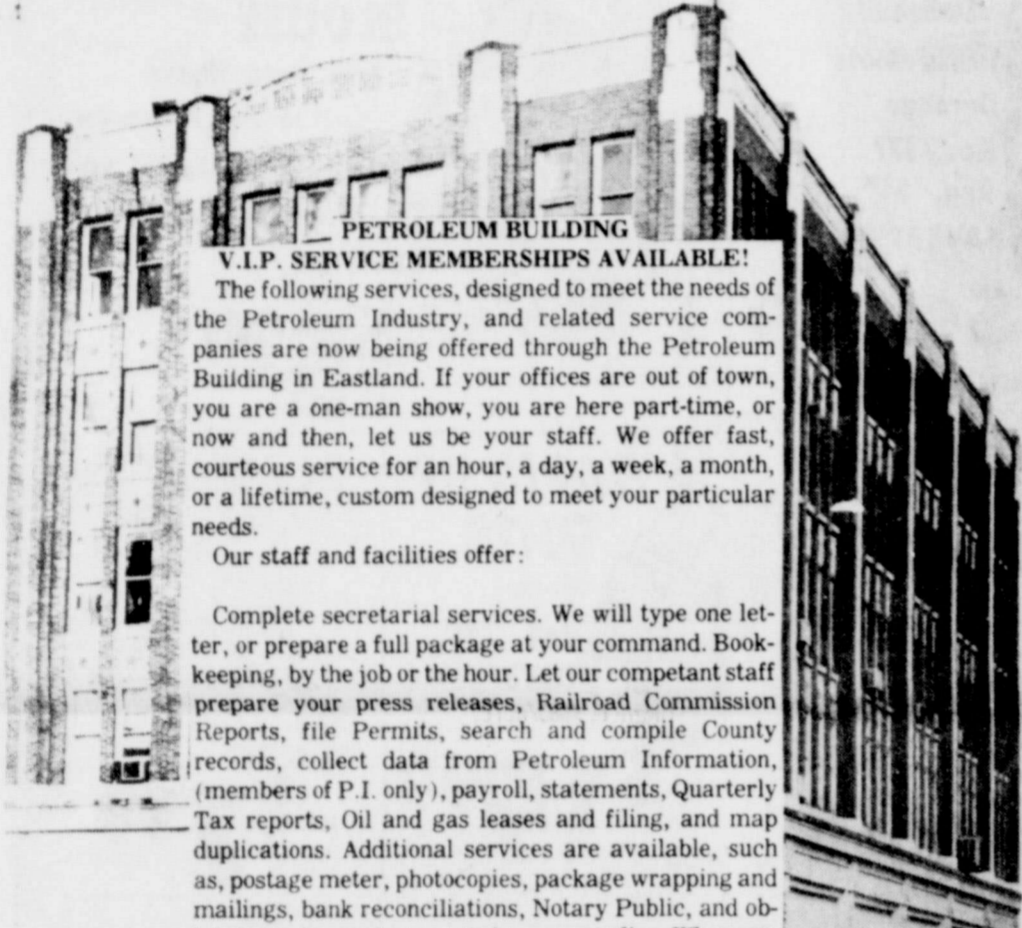 PETROLEUM BUILDING
V.I.P. SERVICE MEMBERSHIPS AVAILABLE!
The following services, designed to meet the needs of
the Petroleum Industry, and related service com-
panies are now being offered through the Petroleum
Building in Eastland. If your offices are out of town,
you are a one-man show, you are here part-time, or
now and then, let us be your staff. We offer fast,
courteous service for an hour, a day, a week, a month,
or a lifetime, custom designed to meet your particular
needs.
Our staff and facilities offer:
Complete secretarial services. We will type one let-
ter, or prepare a full package at your command. Book-
keeping, by the job or the hour. Let our competant staff
prepare your press releases, Railroad Commission
Reports, file Permits, search and compile County
records, collect data from Petroleum Information,
(members of P.I. only), payroll, statements, Quarterly
Tax reports, Oil and gas leases and filing, and map
duplications. Additional services are available, such
as, postage meter, photocopies, package wrapping and
mailings, bank reconciliations, Notary Public, and ob-